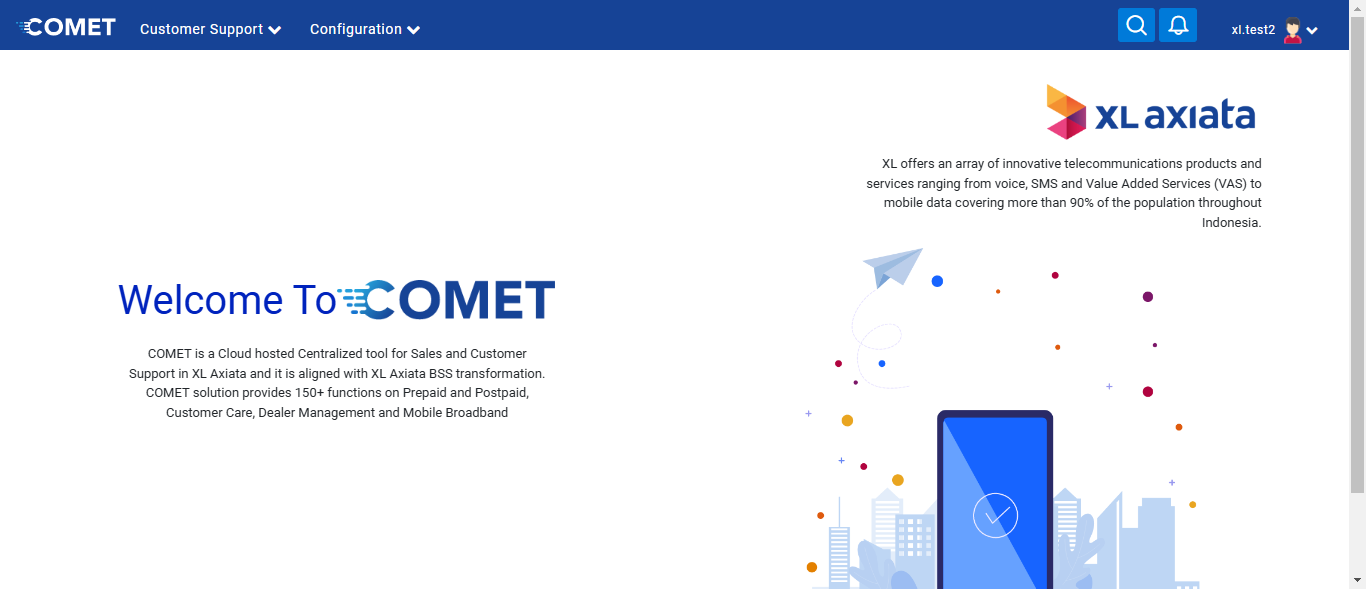 COMET Customer Support Configuration xl.test2
XL axiata
XL offers an array of innovative telecommunications products and
services ranging from voice, SMS and Value Added Services (VAS) to
mobile data covering more than 90% of the population throughout
Indonesia.
Welcome To COMET
COMET is a Cloud hosted Centralized tool for Sales and Customer
Support in XL Axiata and it is aligned with XL Axiata BSS transformation.
COMET solution provides 150+ functions on Prepaid and Postpaid,
Customer Care, Dealer Management and Mobile Broadband